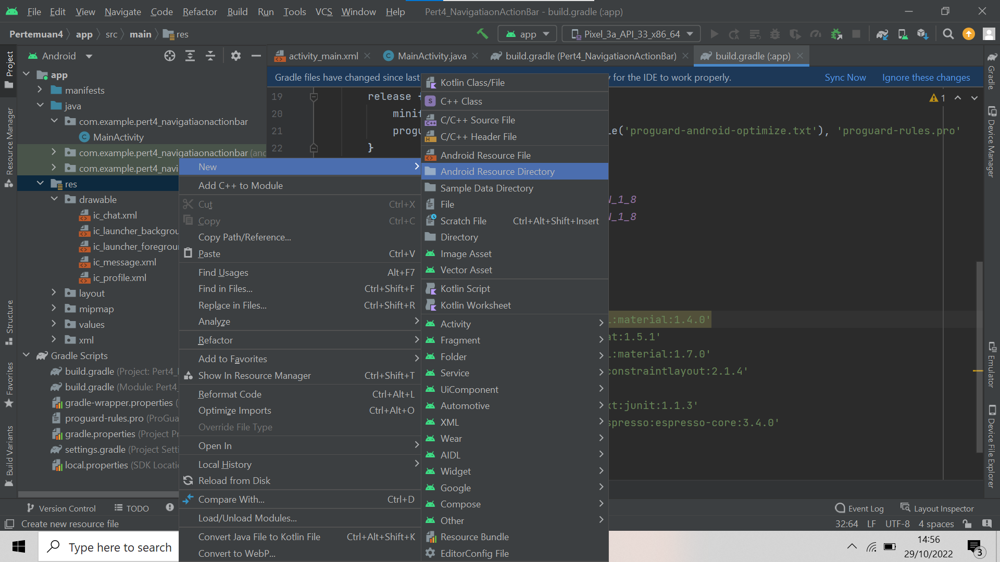 File Edit View Navigate Code Refactor Build Run Tools VCS Window Help Pert4_NavigatiaonActionBar - build.gradle (:app)
Pertemuan4 app src main res
app Pixel_3a_API_33_x86_64
Android
activity_main.xml MainActivity.java build.gradle (Pert4_NavigatiaonActionBar) build.gradle (:app)
Gradle files have changed since last y for the IDE to work properly. Sync Now Ignore these changes
Project
Resource Manager
Structure
Favorites
Build Variants
app
manifests
java
com.example.pert4_navigatiaonactionbar
MainActivity
com.example.pert4_navigatiaonactionbar (and
com.example.pert4_navi
res
drawable
ic_chat.xml
ic_launcher_backgrou
ic_launcher_foregrour
ic_message.xml
ic_profile.xml
layout
mipmap
values
xml
Gradle Scripts
build.gradle (Project: Pert4_
build.gradle (Module: Pert4_
gradle-wrapper.properties (
proguard-rules.pro (ProGua
gradle.properties (Project Pr
settings.gradle (Project Setti
local.properties (SDK Locati
New
Add C++ to Module
Cut Ctrl+X
Copy Ctrl+C
Copy Path/Reference...
Paste Ctrl+V
Find Usages Alt+F7
Find in Files... Ctrl+Shift+F
Replace in Files... Ctrl+Shift+R
Analyze
Refactor
Add to Favorites
Show In Resource Manager Ctrl+Shift+T
Reformat Code Ctrl+Alt+L
Optimize Imports Ctrl+Alt+O
Override File Type
Open In
Local History
Reload from Disk
Compare With... Ctrl+D
Load/Unload Modules...
Convert Java File to Kotlin File Ctrl+Alt+Shift+K
Convert to WebP...
Kotlin Class/File
C++ Class
C/C++ Source File
C/C++ Header File
Android Resource File
Android Resource Directory
Sample Data Directory
File
Scratch File Ctrl+Alt+Shift+Insert
Directory
Image Asset
Vector Asset
Kotlin Script
Kotlin Worksheet
Activity
Fragment
Folder
Service
UiComponent
Automotive
XML
Wear
AIDL
Widget
Google
Compose
Other
Resource Bundle
EditorConfig File
1
19 release {
20 minif
21 progu le('proguard-android-optimize.txt'), 'proguard-rules.pro'
22 }
N_1_8
N_1_8
:material:1.4.0'
at:1.5.1'
:material:1.7.0'
constraintlayout:2.1.4'
xt:junit:1.1.3'
spresso:espresso-core:3.4.0'
Gradle
Device Manager
Emulator
Device File Explorer
Version Control TODO Event Log Layout Inspector
Create new resource file 32:64 LF UTF-8 4 spaces
Type here to search 14:56
29/10/2022 3